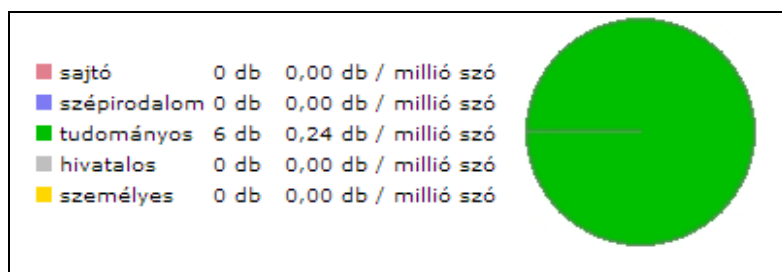 sajtó 0 db 0,00 db / millió szó
szépirodalom 0 db 0,00 db / millió szó
tudományos 6 db 0,24 db / millió szó
hivatalos 0 db 0,00 db / millió szó
személyes 0 db 0,00 db / millió szó